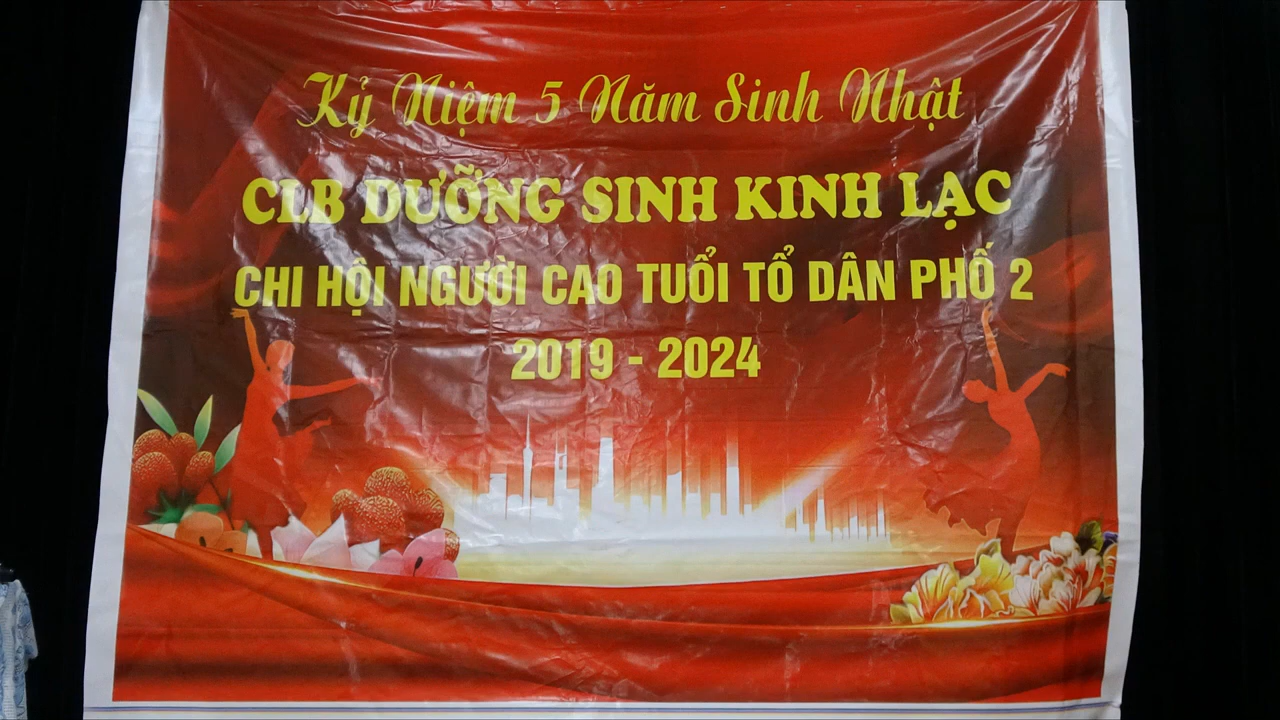 Kỷ Niệm 5 Năm Sinh Nhật
CLB DƯỠNG SINH KINH LẠC
CHI HỘI NGƯỜI CAO TUỔI TỔ DÂN PHỐ 2
2019 - 2024